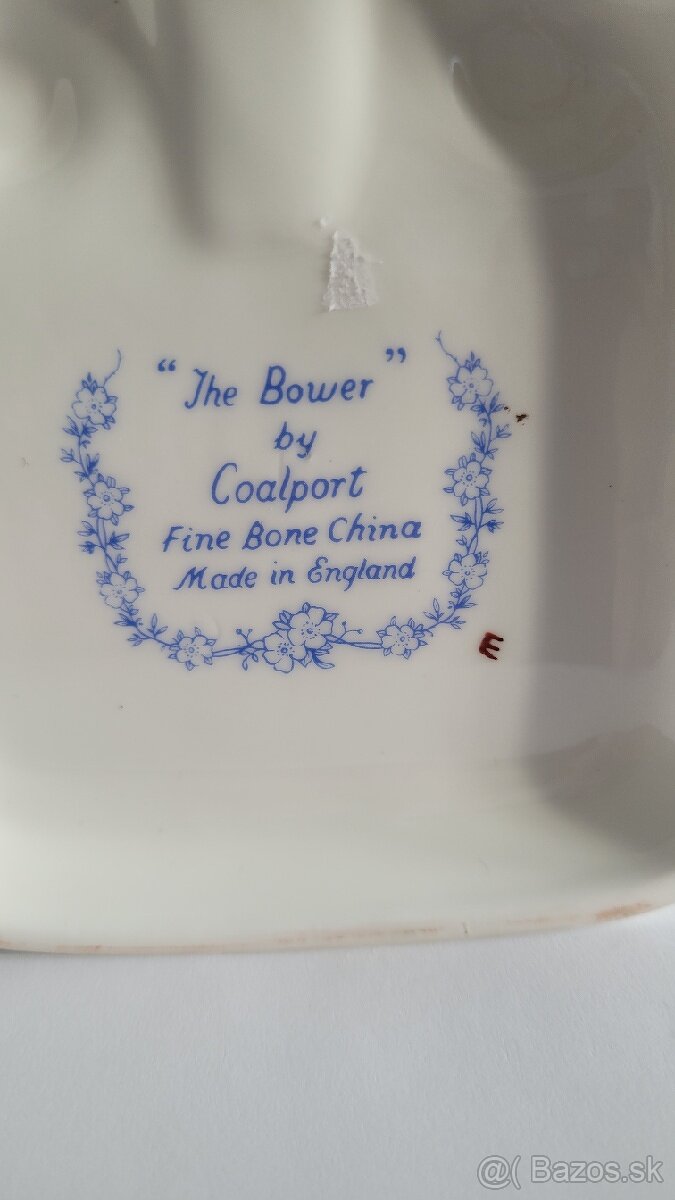 “The Bower”
by
Coalport
Fine Bone China
Made in England
E
@( Bazos.sk